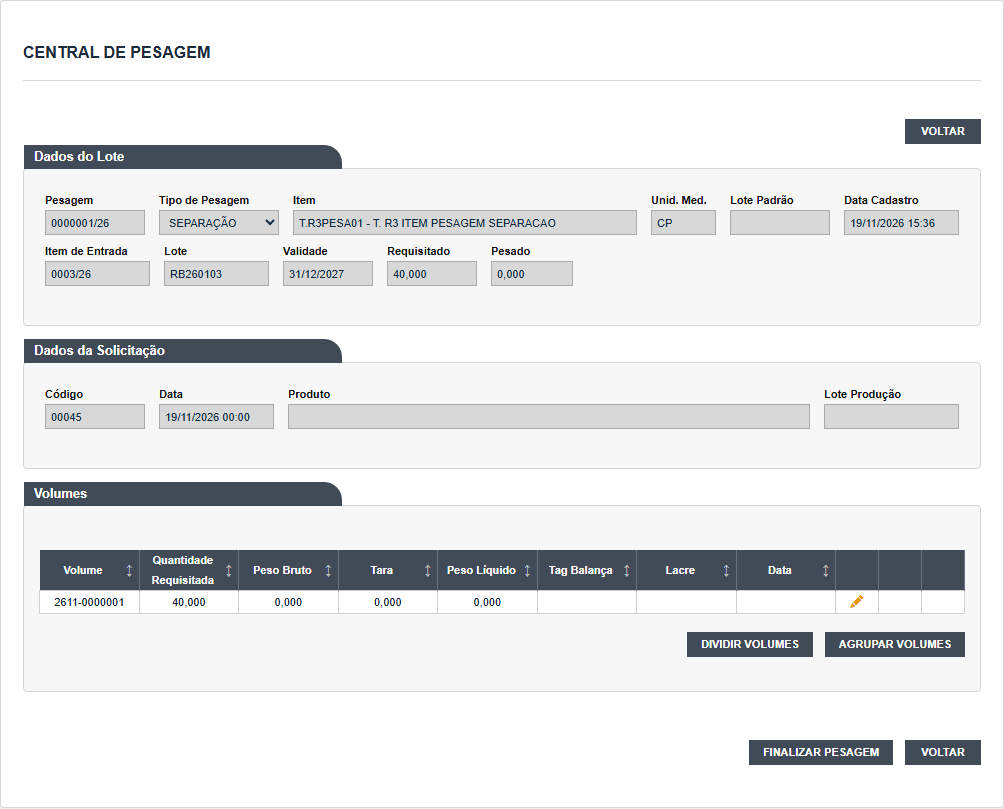 CENTRAL DE PESAGEM
VOLTAR
Dados do Lote
Pesagem Tipo de Pesagem Item Unid. Med. Lote Padrão Data Cadastro
0000001/26 SEPARAÇÃO T.R3PESA01 - T. R3 ITEM PESAGEM SEPARACAO CP 19/11/2026 15:36
Item de Entrada Lote Validade Requisitado Pesado
0003/26 RB260103 31/12/2027 40,000 0,000
Dados da Solicitação
Código Data Produto Lote Produção
00045 19/11/2026 00:00
Volumes
Volume Quantidade Requisitada Peso Bruto Tara Peso Líquido Tag Balança Lacre Data
2611-0000001 40,000 0,000 0,000 0,000
DIVIDIR VOLUMES AGRUPAR VOLUMES
FINALIZAR PESAGEM VOLTAR